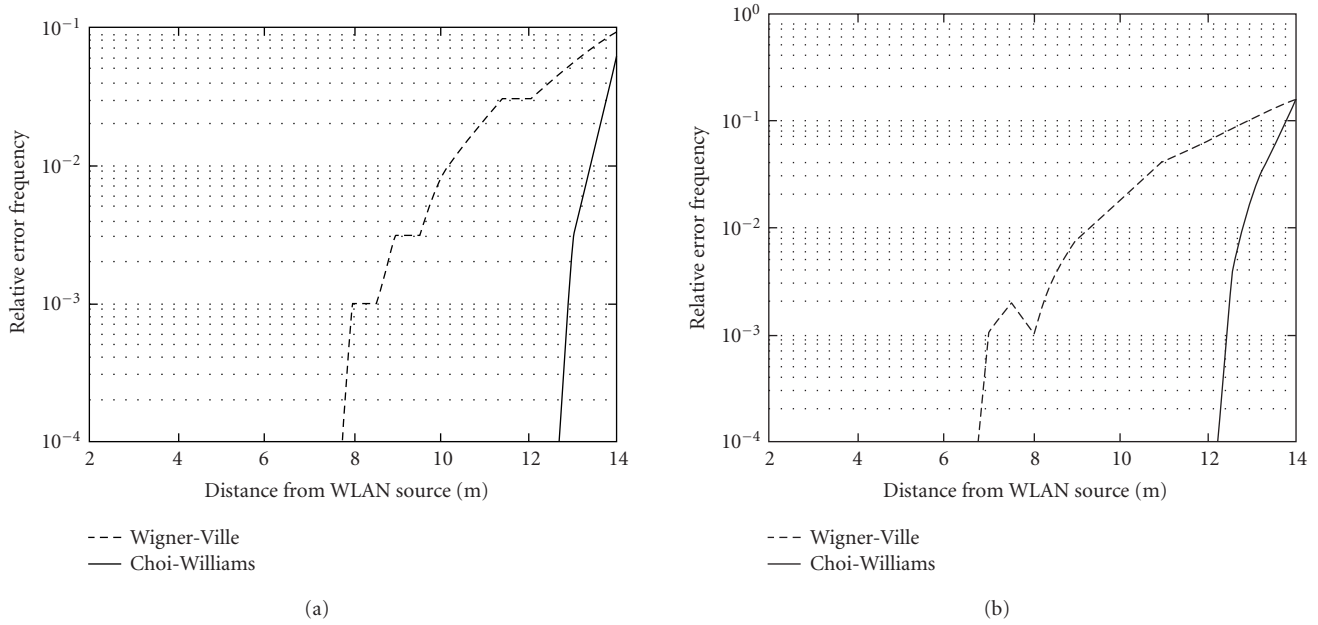 10⁻¹
10⁻²
10⁻³
10⁻⁴
Relative error frequency
2 4 6 8 10 12 14
Distance from WLAN source (m)
Wigner-Ville
Choi-Williams
(a)
10⁰
10⁻¹
10⁻²
10⁻³
10⁻⁴
Relative error frequency
2 4 6 8 10 12 14
Distance from WLAN source (m)
Wigner-Ville
Choi-Williams
(b)